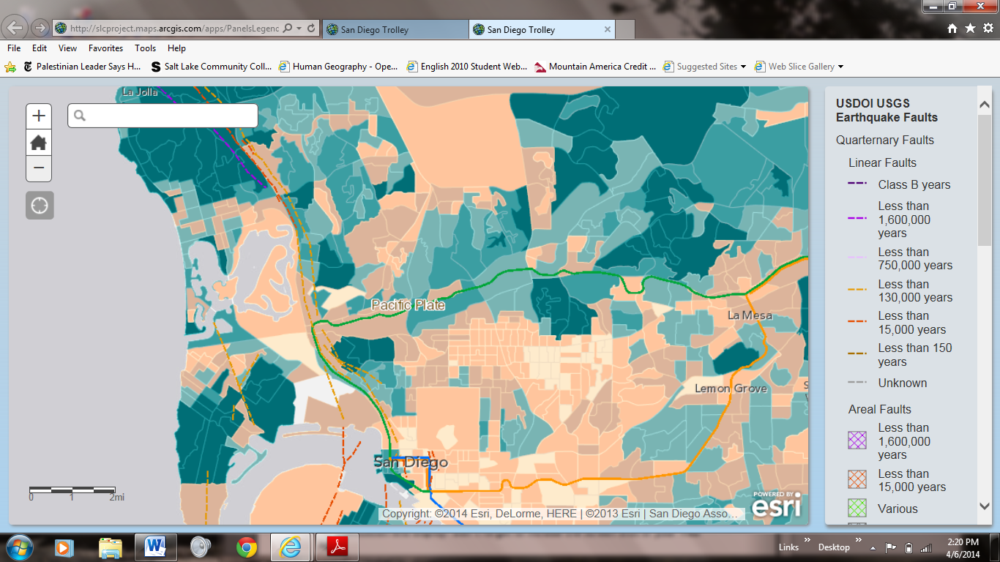 http://slcproject.maps.arcgis.com/apps/PanelsLegenc
San Diego Trolley
San Diego Trolley
File Edit View Favorites Tools Help
Palestinian Leader Says H...
Salt Lake Community Coll...
Human Geography - Ope...
English 2010 Student Web...
Mountain America Credit ...
Suggested Sites
Web Slice Gallery
La Jolla
Pacific Plate
La Mesa
Lemon Grove
S
San Diego
0 1 2mi
POWERED BY
esri
Copyright: ©2014 Esri, DeLorme, HERE | ©2013 Esri | San Diego Asso...
USDOI USGS
Earthquake Faults
Quarternary Faults
Linear Faults
Class B years
Less than
1,600,000
years
Less than
750,000 years
Less than
130,000 years
Less than
15,000 years
Less than 150
years
Unknown
Areal Faults
Less than
1,600,000
years
Less than
15,000 years
Various
Links
Desktop
2:20 PM
4/6/2014